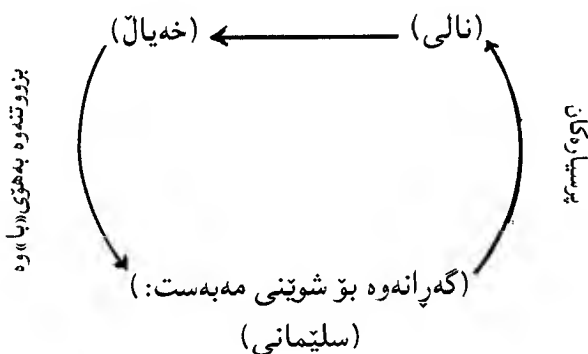 (نالی)
(خەیاڵ)
بزووتنەوە بەهۆی«با»وە
(گەڕانەوە بۆ شوێنی مەبەست:)
(سلێمانی)
پرسیارەکان